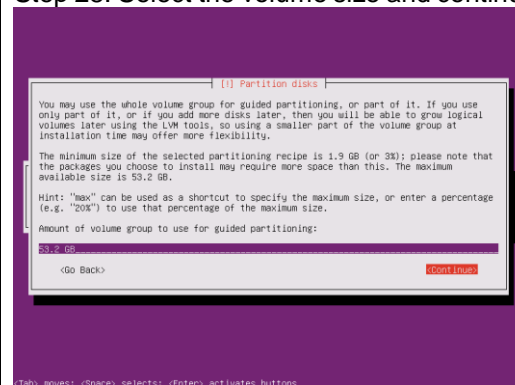 Step 23. Select the volume size and continu
[!] Partition disks
You may use the whole volume group for guided partitioning, or part of it. If you use
only part of it, or if you add more disks later, then you will be able to grow logical
volumes later using the LVM tools, so using a smaller part of the volume group at
installation time may offer more flexibility.
The minimum size of the selected partitioning recipe is 1.9 GB (or 3%); please note that
the packages you choose to install may require more space than this. The maximum
available size is 53.2 GB.
Hint: "max" can be used as a shortcut to specify the maximum size, or enter a percentage
(e.g. "20%") to use that percentage of the maximum size.
Amount of volume group to use for guided partitioning:
53.2 GB
<Go Back> <Continue>
<Tab> moves; <Space> selects; <Enter> activates buttons